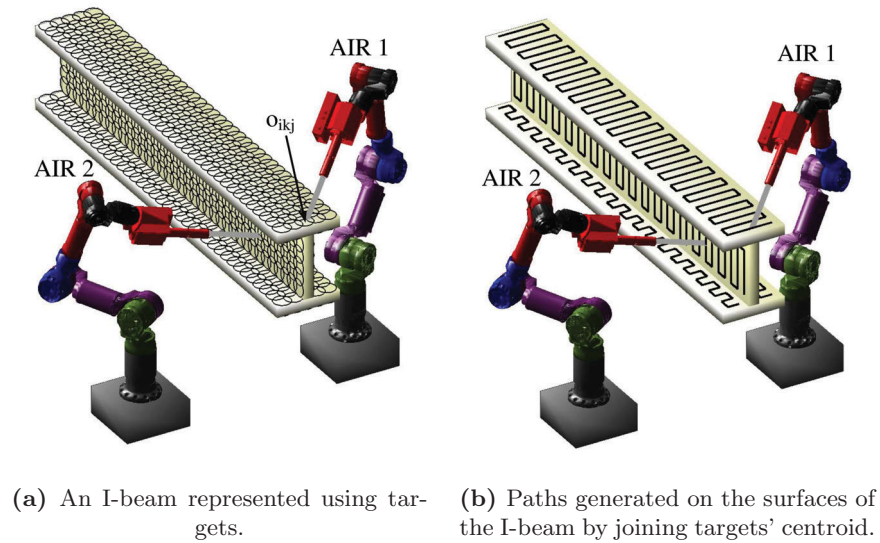 AIR 1
o_ikj
AIR 2
AIR 1
AIR 2
(a) An I-beam represented using tar-
gets.
(b) Paths generated on the surfaces of
the I-beam by joining targets' centroid.